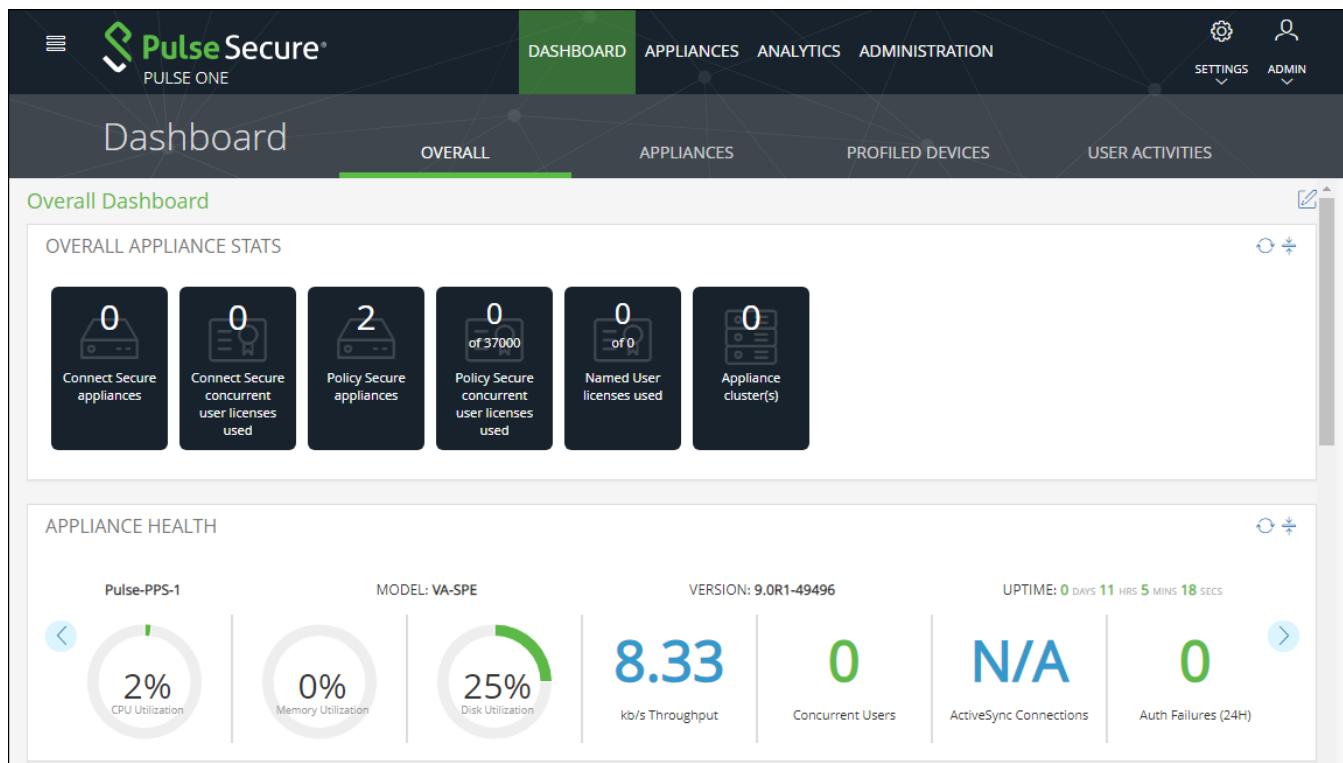 Pulse Secure®
PULSE ONE
DASHBOARD APPLIANCES ANALYTICS ADMINISTRATION
SETTINGS ADMIN
Dashboard
OVERALL APPLIANCES PROFILED DEVICES USER ACTIVITIES
Overall Dashboard
OVERALL APPLIANCE STATS
0
Connect Secure
appliances
0
Connect Secure
concurrent
user licenses
used
2
Policy Secure
appliances
0
of 37000
Policy Secure
concurrent
user licenses
used
0
of 0
Named User
licenses used
0
Appliance
cluster(s)
APPLIANCE HEALTH
Pulse-PPS-1 MODEL: VA-SPE VERSION: 9.0R1-49496 UPTIME: 0 DAYS 11 HRS 5 MINS 18 SECS
2%
CPU Utilization
0%
Memory Utilization
25%
Disk Utilization
8.33
kb/s Throughput
0
Concurrent Users
N/A
ActiveSync Connections
0
Auth Failures (24H)